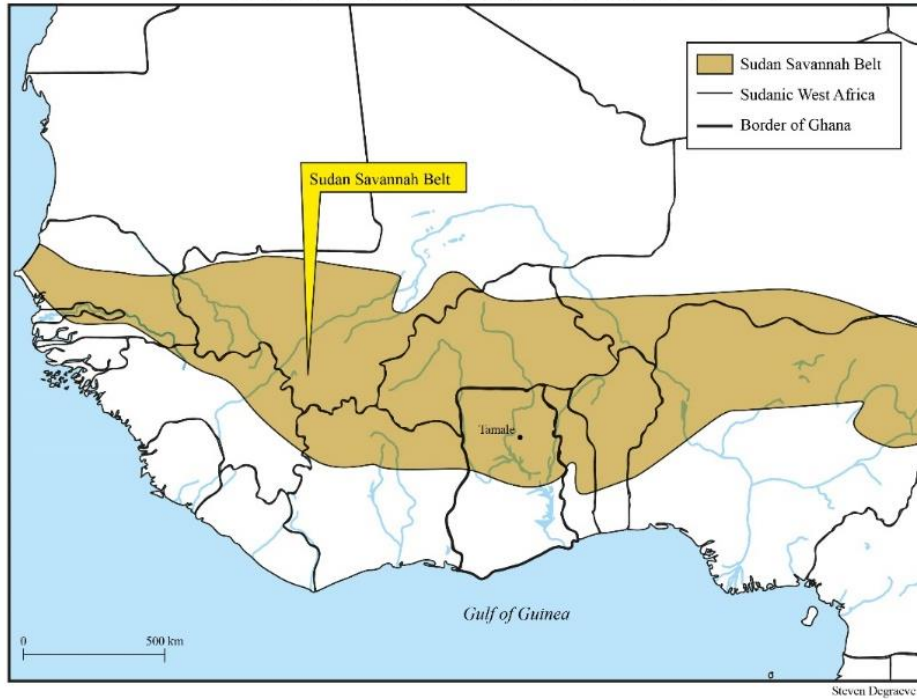 Sudan Savannah Belt
Sudanic West Africa
Border of Ghana
Sudan Savannah Belt
Tamale
Gulf of Guinea
0 500 km
Steven Degraeve